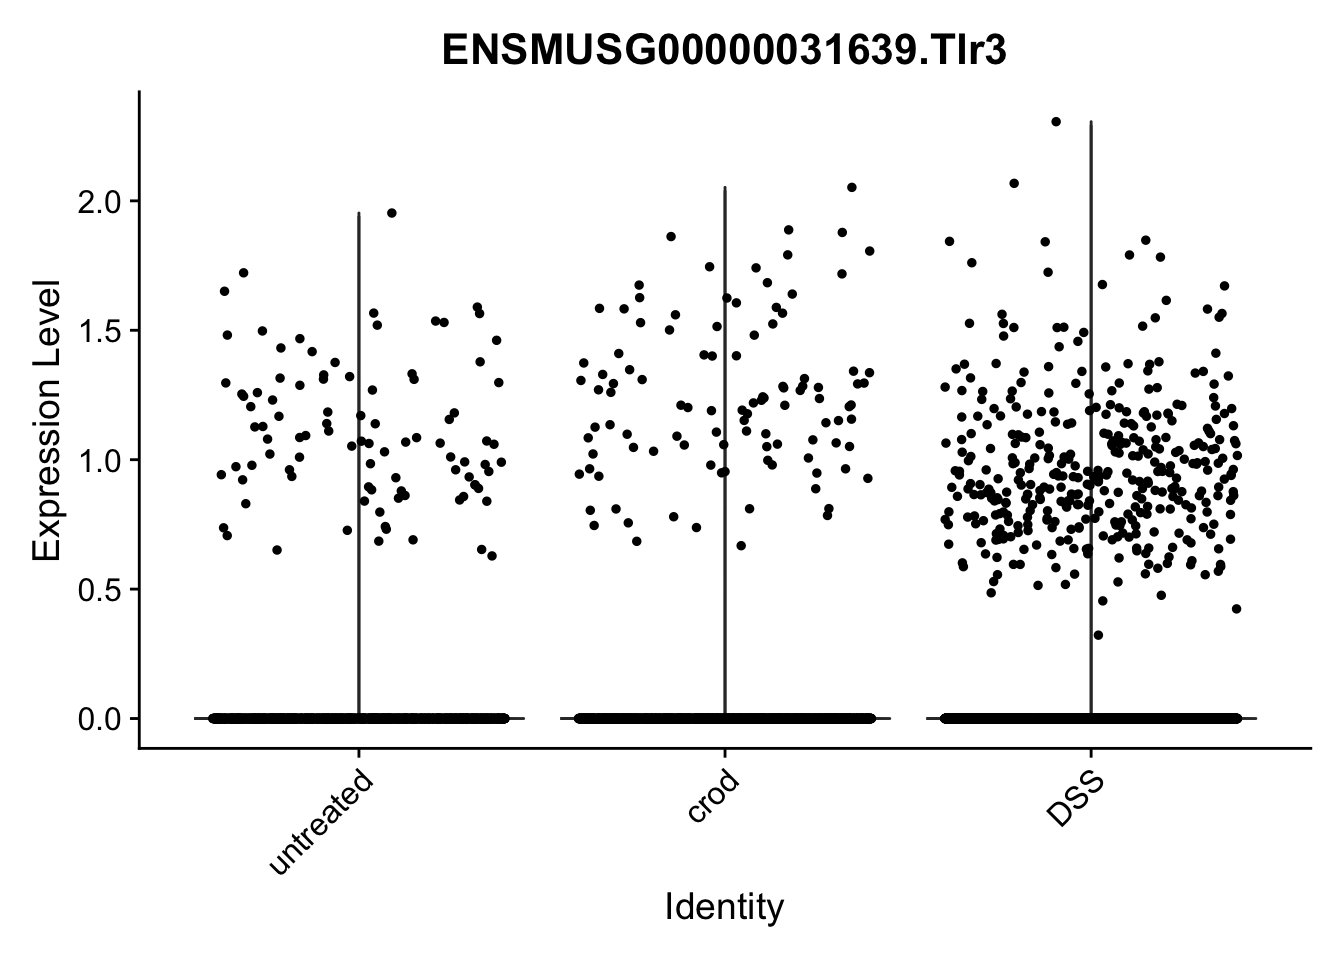 ENSMUSG00000031639.Tlr3
Expression Level
2.0
1.5
1.0
0.5
0.0
untreated
crod
DSS
Identity